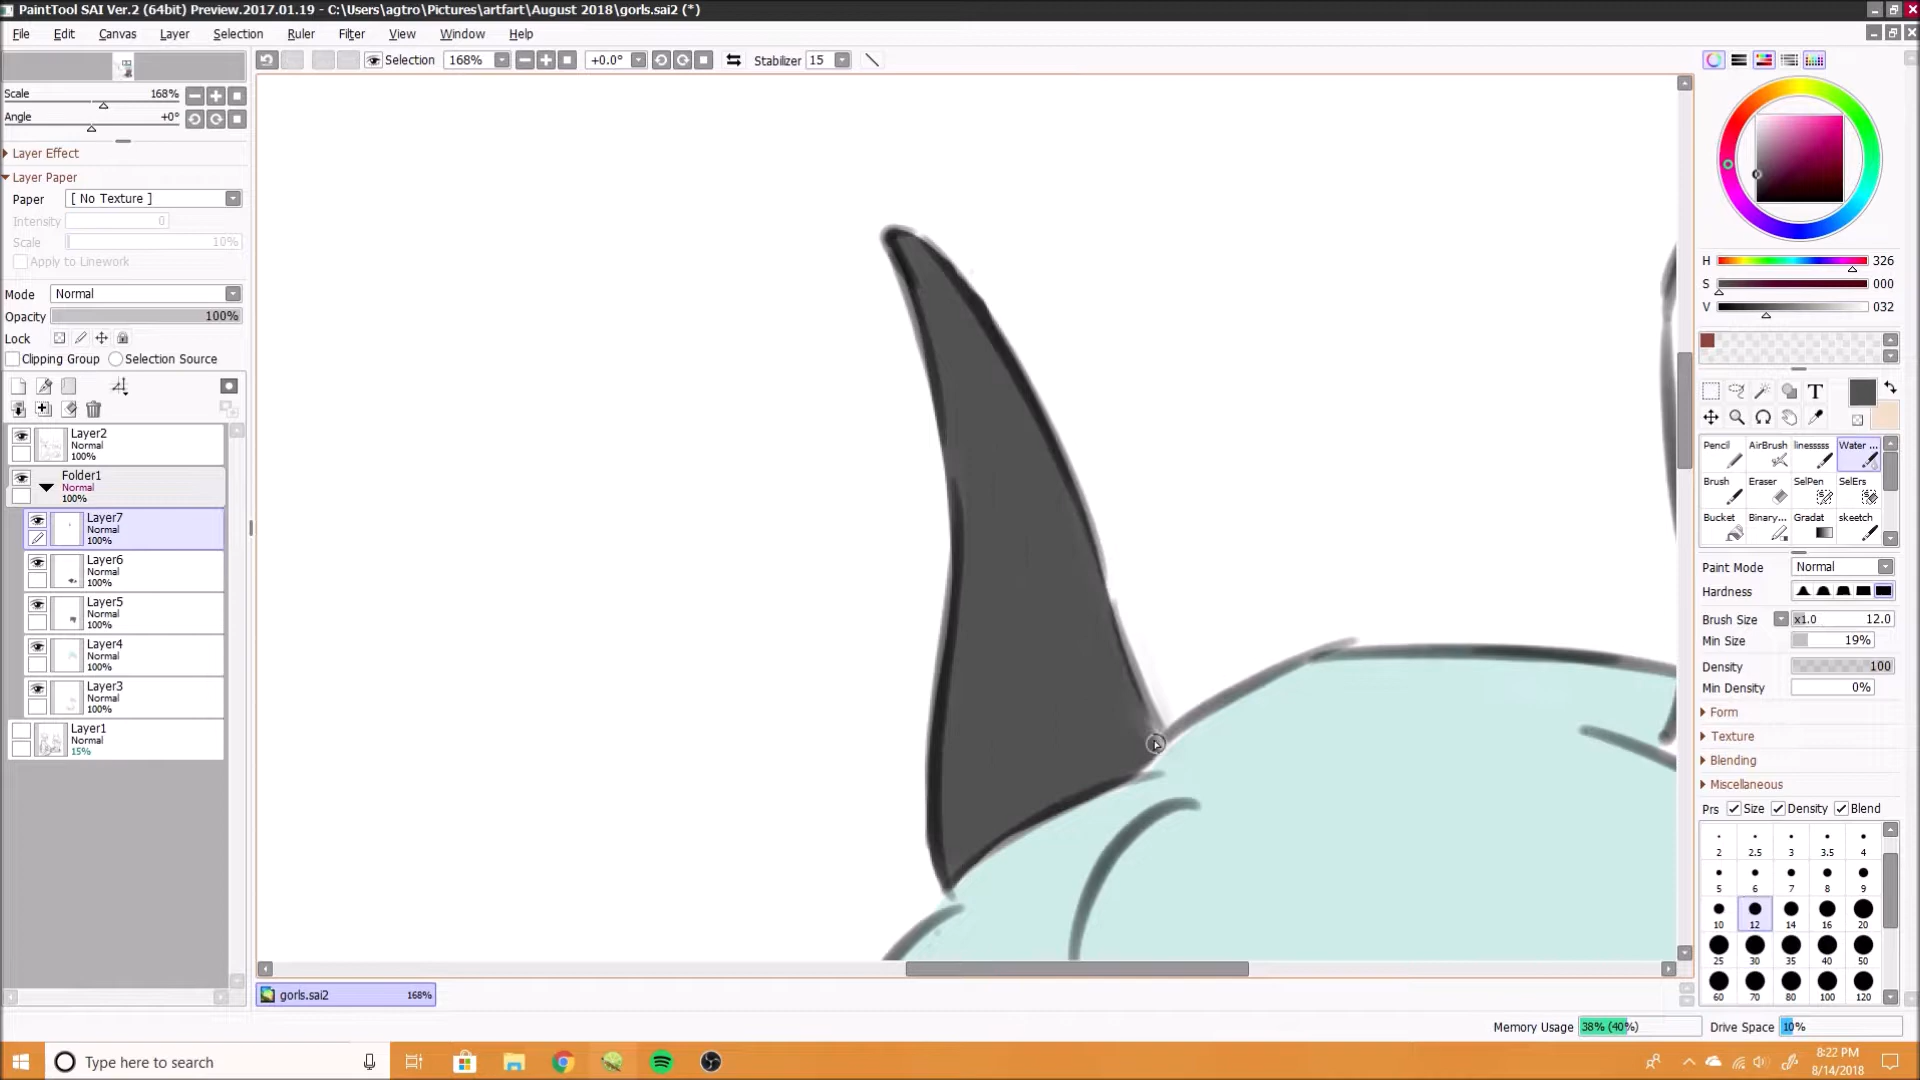 PaintTool SAI Ver.2 (64bit) Preview.2017.01.19 - C:\Users\agtro\Pictures\artfart\August 2018\gorls.sai2 (*)
File Edit Canvas Layer Selection Ruler Filter View Window Help
Selection 168% +0.0° Stabilizer 15
Scale 168%
Angle +0°
Layer Effect
Layer Paper
Paper [ No Texture ]
Intensity 0
Scale 10%
Apply to Linework
Mode Normal
Opacity 100%
Lock
Clipping Group Selection Source
Layer2
Normal
100%
Folder1
Normal
100%
Layer7
Normal
100%
Layer6
Normal
100%
Layer5
Normal
100%
Layer4
Normal
100%
Layer3
Normal
100%
Layer1
Normal
15%
H 326
S 000
V 032
T
Pencil AirBrush linesssss Water ...
Brush Eraser SelPen SelErs
Bucket Binary... Gradat skeetch
Paint Mode Normal
Hardness
Brush Size x1.0 12.0
Min Size 19%
Density 100
Min Density 0%
Form
Texture
Blending
Miscellaneous
Prs Size Density Blend
2 2.5 3 3.5 4
5 6 7 8 9
10 12 14 16 20
25 30 35 40 50
60 70 80 100 120
gorls.sai2 168%
Memory Usage 38% (40%) Drive Space 10%
Type here to search
8:22 PM
8/14/2018